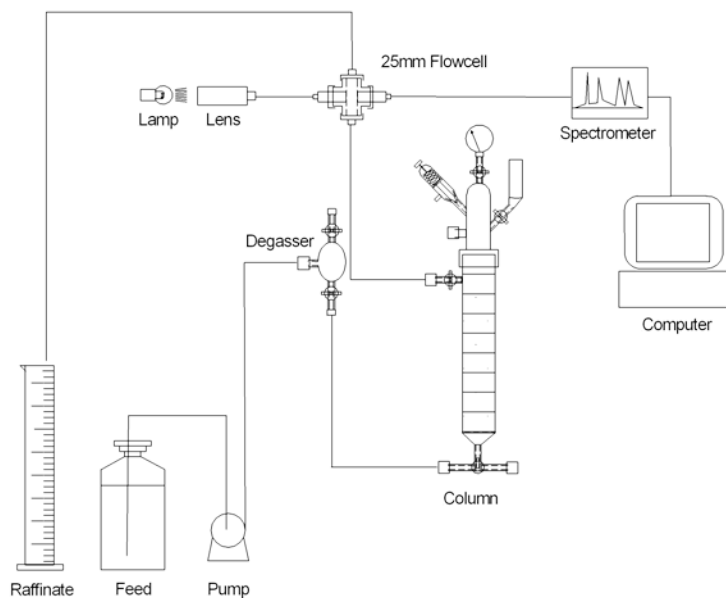 25mm Flowcell
Lamp
Lens
Spectrometer
Degasser
Computer
Column
Raffinate
Feed
Pump